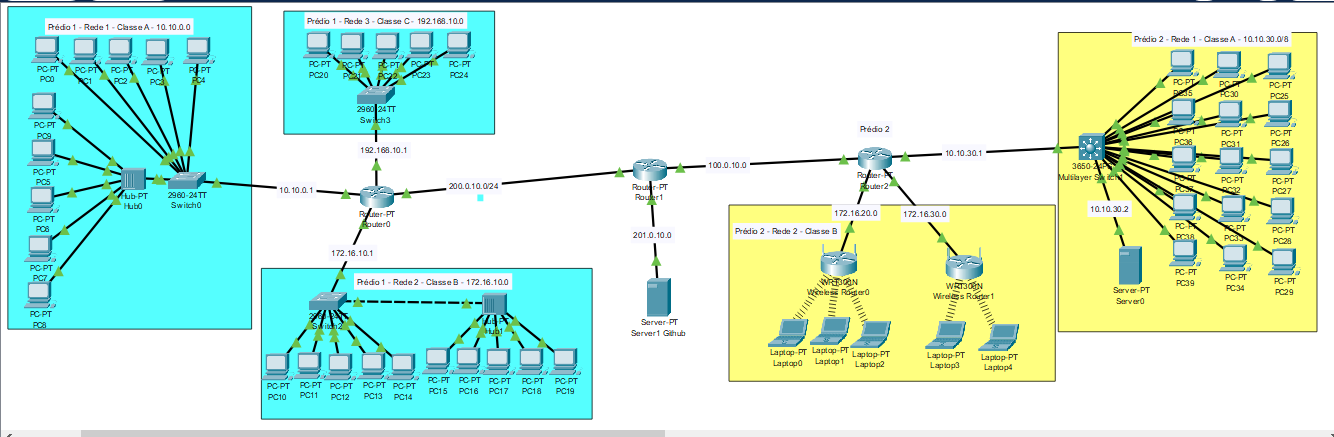 Prédio 1 - Rede 1 - Classe A - 10.10.0.0
PC-PT
PC0
PC-PT
PC1
PC-PT
PC2
PC-PT
PC3
PC-PT
PC4
PC-PT
PC9
PC-PT
PC5
PC-PT
PC6
PC-PT
PC7
PC-PT
PC8
Hub-PT
Hub0
2960-24TT
Switch0
10.10.0.1
Prédio 1 - Rede 3 - Classe C - 192.168.10.0
PC-PT
PC20
PC-PT
PC21
PC-PT
PC22
PC-PT
PC23
PC-PT
PC24
2960-24TT
Switch3
192.168.10.1
Router-PT
Router0
200.0.10.0/24
172.16.10.1
Prédio 1 - Rede 2 - Classe B - 172.16.10.0
2960-24TT
Switch2
Hub-PT
Hub1
PC-PT
PC10
PC-PT
PC11
PC-PT
PC12
PC-PT
PC13
PC-PT
PC14
PC-PT
PC15
PC-PT
PC16
PC-PT
PC17
PC-PT
PC18
PC-PT
PC19
Router-PT
Router1
201.0.10.0
Server-PT
Server1 Github
100.0.10.0
Prédio 2
Router-PT
Router2
10.10.30.1
172.16.20.0
172.16.30.0
Prédio 2 - Rede 2 - Classe B
WRT300N
Wireless Router0
WRT300N
Wireless Router1
Laptop-PT
Laptop0
Laptop-PT
Laptop1
Laptop-PT
Laptop2
Laptop-PT
Laptop3
Laptop-PT
Laptop4
Prédio 2 - Rede 1 - Classe A - 10.10.30.0/8
3650-24PS
Multilayer Switch1
10.10.30.2
Server-PT
Server0
PC-PT
PC35
PC-PT
PC30
PC-PT
PC25
PC-PT
PC36
PC-PT
PC31
PC-PT
PC26
PC-PT
PC37
PC-PT
PC32
PC-PT
PC27
PC-PT
PC38
PC-PT
PC33
PC-PT
PC28
PC-PT
PC39
PC-PT
PC34
PC-PT
PC29